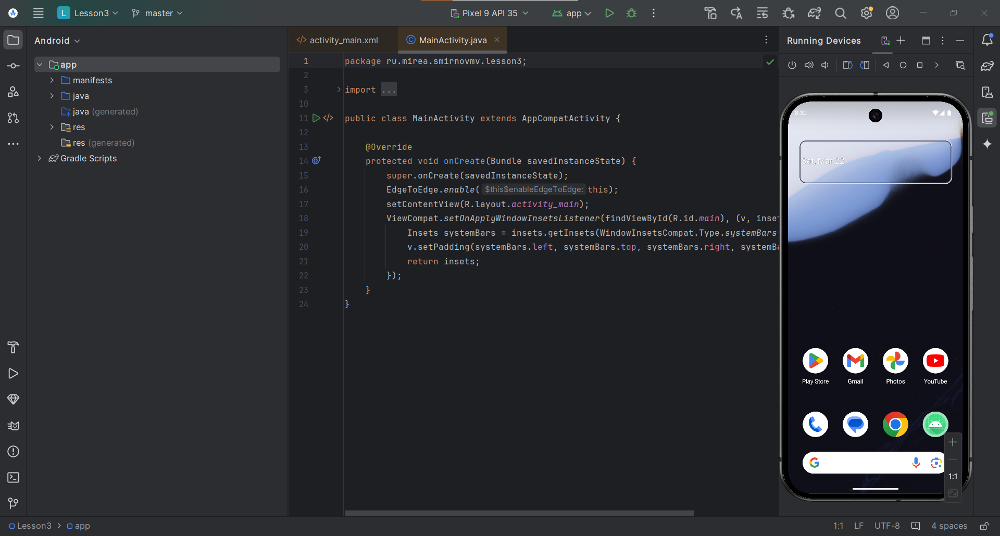 L Lesson3 master Pixel 9 API 35 app
Android
app
manifests
java
java (generated)
res
res (generated)
Gradle Scripts
activity_main.xml MainActivity.java
1 package ru.mirea.smirnovmv.lesson3;
2
3 import ...
10
11 public class MainActivity extends AppCompatActivity {
12
13 @Override
14 protected void onCreate(Bundle savedInstanceState) {
15 super.onCreate(savedInstanceState);
16 EdgeToEdge.enable( $this$enableEdgeToEdge: this);
17 setContentView(R.layout.activity_main);
18 ViewCompat.setOnApplyWindowInsetsListener(findViewById(R.id.main), (v, inset
19 Insets systemBars = insets.getInsets(WindowInsetsCompat.Type.systemBars
20 v.setPadding(systemBars.left, systemBars.top, systemBars.right, systemBa
21 return insets;
22 });
23 }
24 }
Running Devices
8:30
Sat, Mar 22
Play Store Gmail Photos YouTube
1:1
Lesson3 app
1:1 LF UTF-8 4 spaces